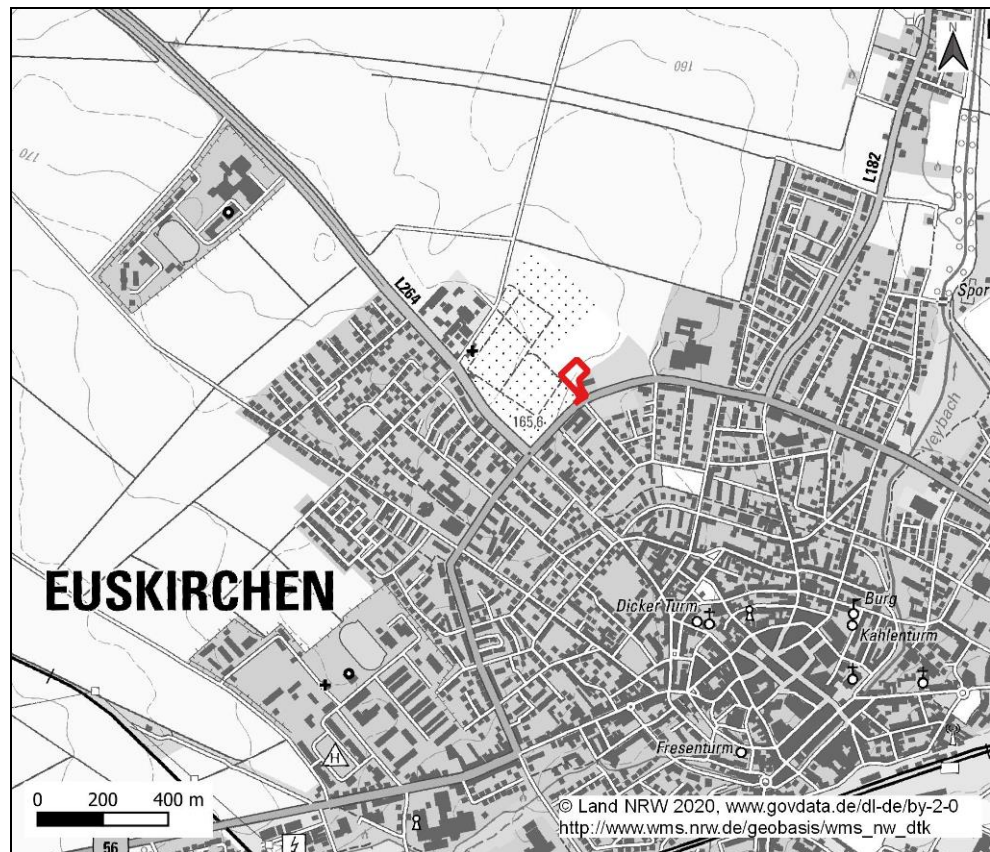 N
160
170
L182
L264
Spor
165,6
Veybach
EUSKIRCHEN
Dicker Turm
Burg
Kahlenturm
Fresenturm
H
0 200 400 m
56
© Land NRW 2020, www.govdata.de/dl-de/by-2-0
http://www.wms.nrw.de/geobasis/wms_nw_dtk